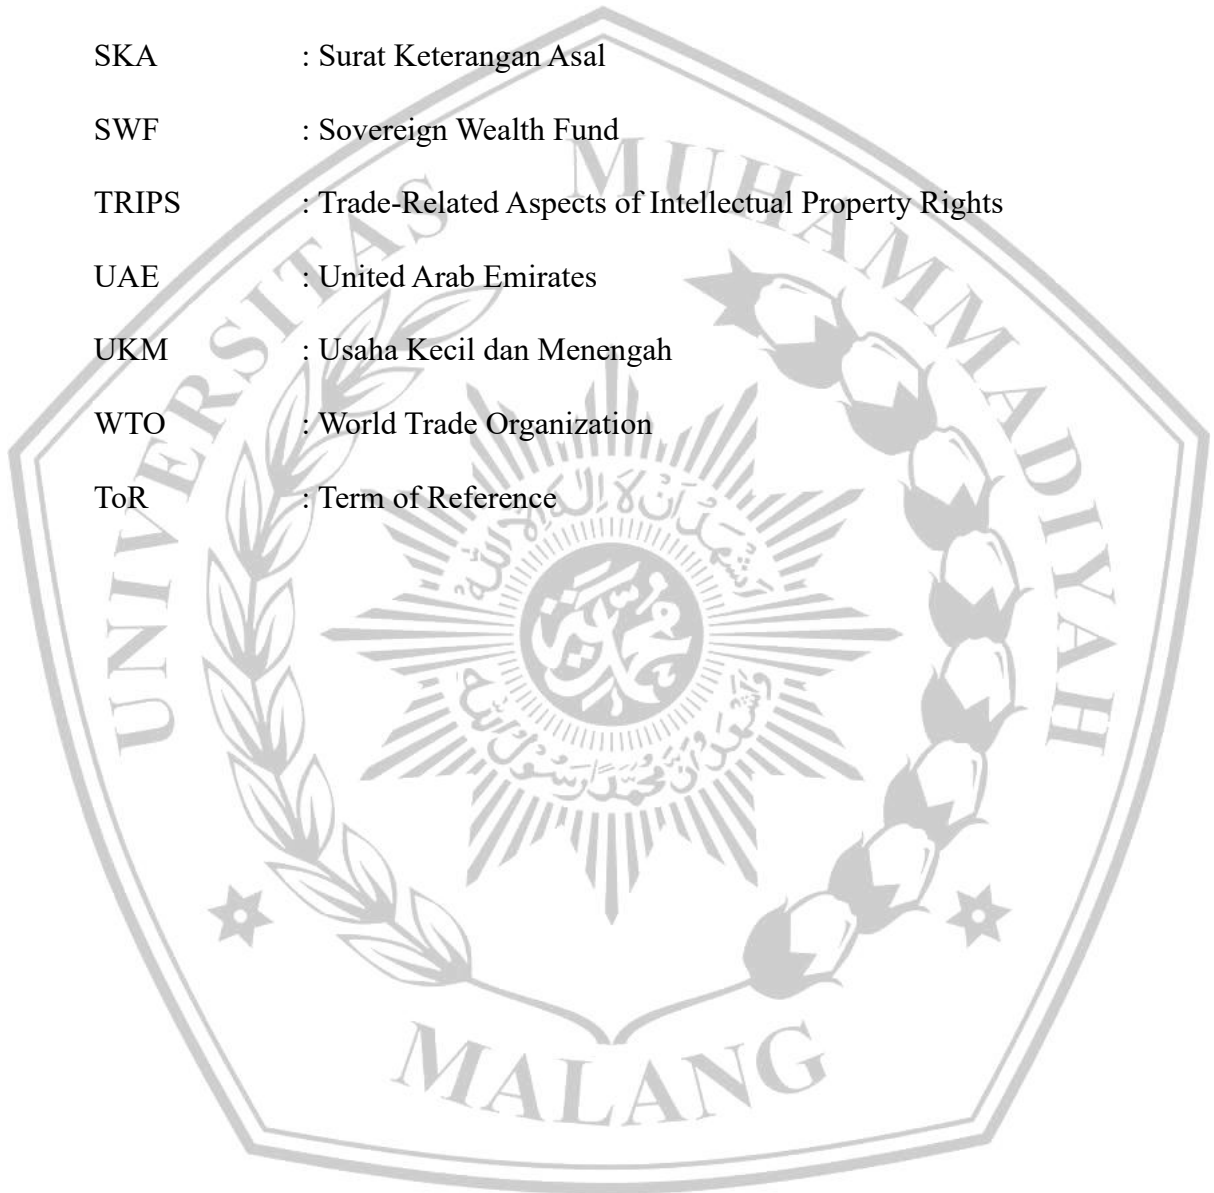 SKA : Surat Keterangan Asal
SWF : Sovereign Wealth Fund
TRIPS : Trade-Related Aspects of Intellectual Property Rights
UAE : United Arab Emirates
UKM : Usaha Kecil dan Menengah
WTO : World Trade Organization
ToR : Term of Reference
UNIVERSITAS MUHAMMADIYAH
MALANG